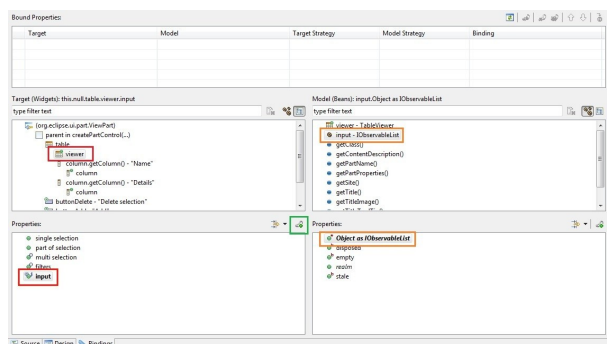 Bound Properties:
Target Model Target Strategy Model Strategy Binding
Target (Widgets): this.null.table.viewer.input
type filter text
(org.eclipse.ui.part.ViewPart)
parent in createPartControl(...)
table
viewer
column.getColumn() - "Name"
column
column.getColumn() - "Details"
column
buttonDelete - "Delete selection"
Model (Beans): input.Object as IObservableList
type filter text
viewer - TableViewer
input - IObservableList
getClass()
getContentDescription()
getPartName()
getPartProperties()
getSite()
getTitle()
getTitleImage()
Properties:
single selection
part of selection
multi selection
filters
input
Properties:
Object as IObservableList
disposed
empty
realm
stale
Source Design Bindings